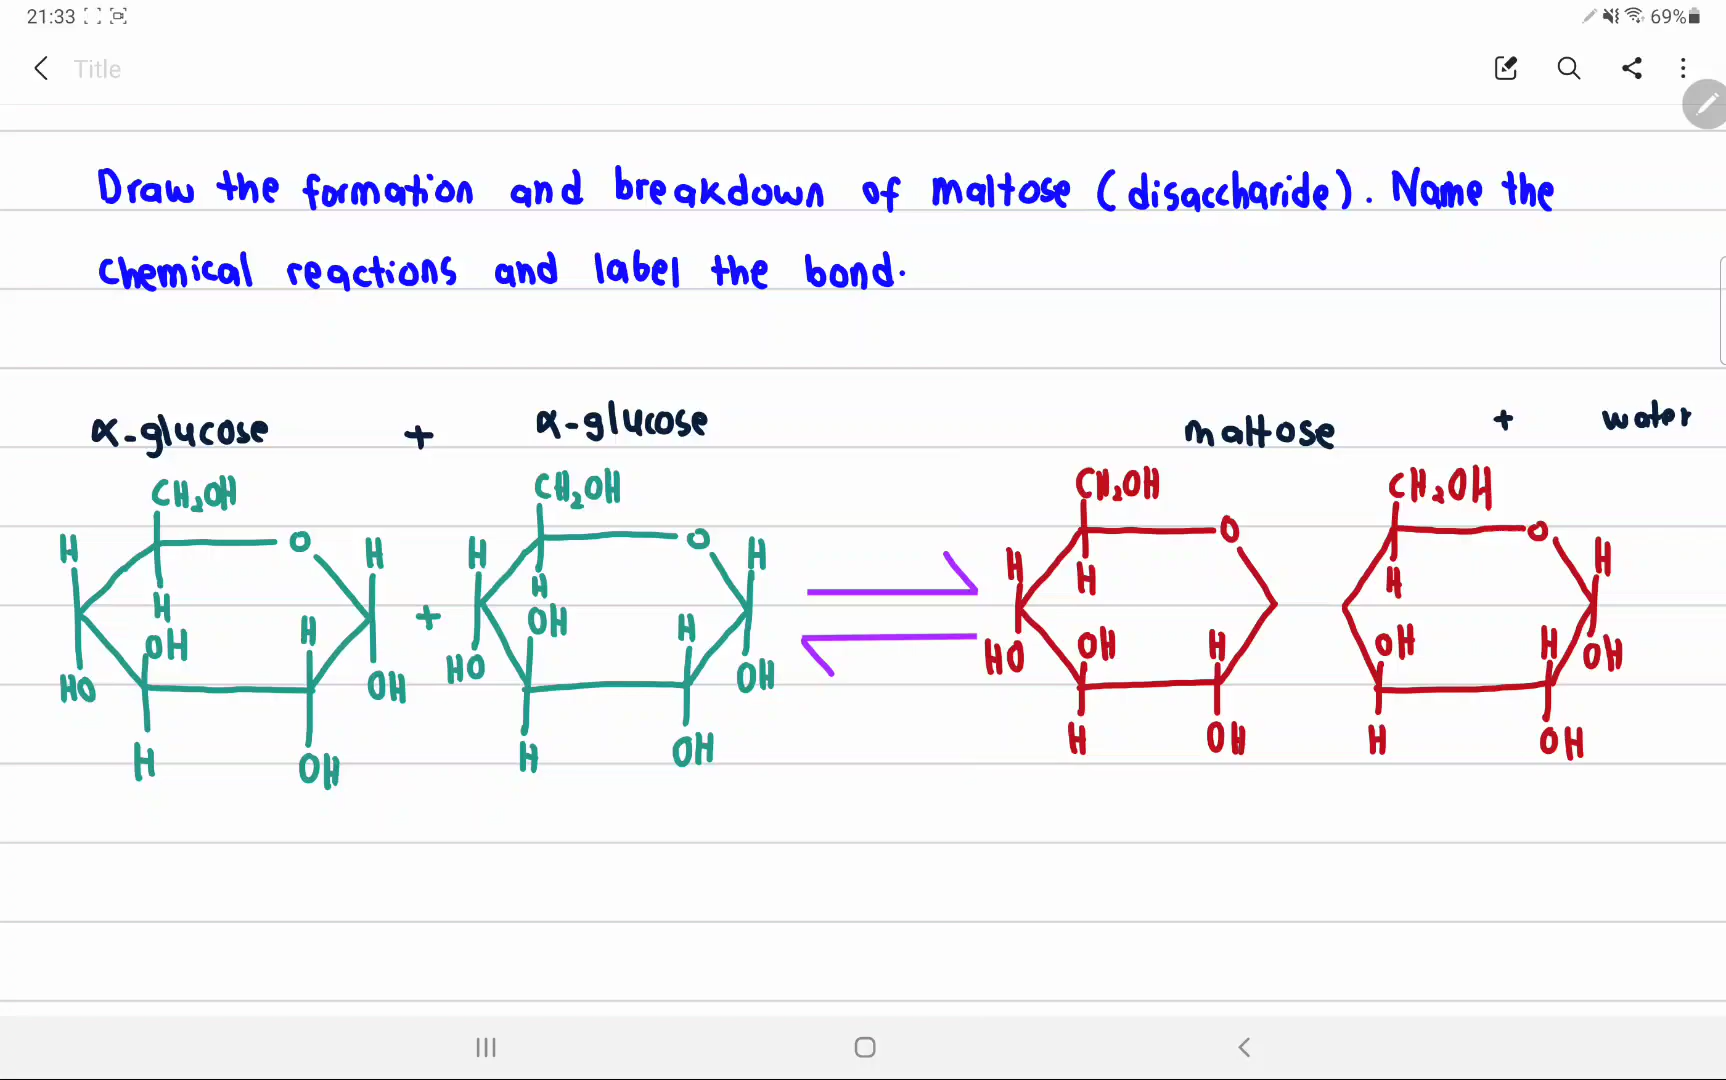 21:33
69%
Title
Draw the formation and breakdown of maltose (disaccharide). Name the
chemical reactions and label the bond.
α-glucose + α-glucose maltose + water
CH₂OH CH₂OH CH₂OH CH₂OH
H O H H O H H O O H
H H H H
OH H + OH H OH H OH H
HO OH HO OH HO OH
H OH H OH H OH H OH